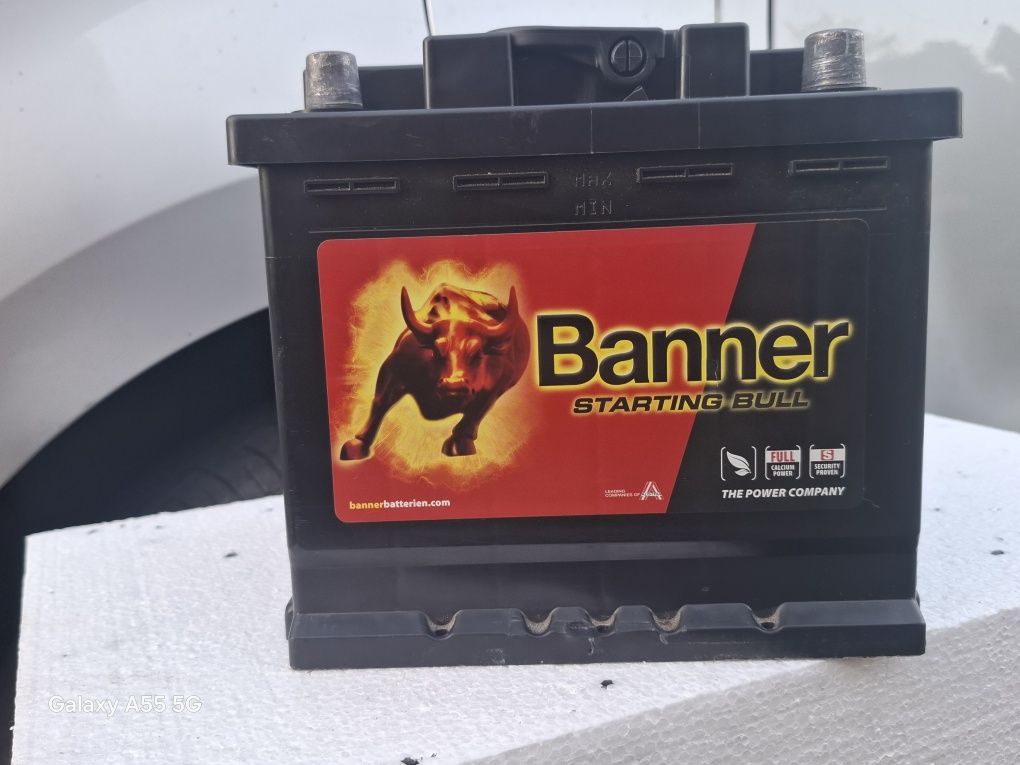 MAX
MIN
Banner
STARTING BULL
FULL
CALCIUM
POWER
S
SECURITY
PROVEN
LEADING
COMPANIES OF
THE POWER COMPANY
bannerbatterien.com
Galaxy A55 5G